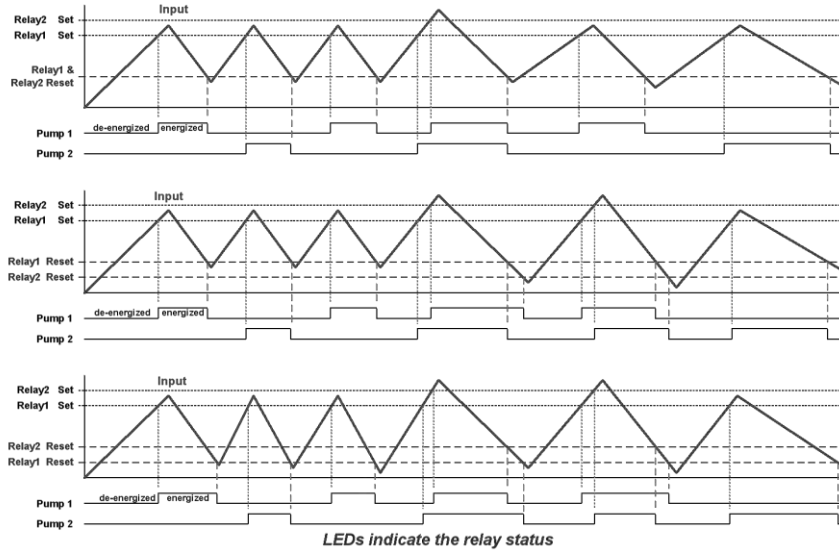 Input
Relay2 Set
Relay1 Set
Relay1 &
Relay2 Reset
de-energized energized
Pump 1
Pump 2
Input
Relay2 Set
Relay1 Set
Relay1 Reset
Relay2 Reset
de-energized energized
Pump 1
Pump 2
Input
Relay2 Set
Relay1 Set
Relay2 Reset
Relay1 Reset
de-energized energized
Pump 1
Pump 2
LEDs indicate the relay status